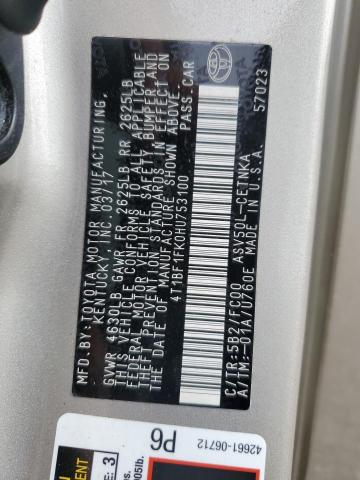 MFD.BY: TOYOTA MOTOR MANUFACTURING,
KENTUCKY, INC. 03/17
GVWR 4630LB GAWR FR 2625LB RR 2625LB
THIS VEHICLE CONFORMS TO ALL APPLICABLE
FEDERAL MOTOR VEHICLE SAFETY, BUMPER AND
THEFT PREVENTION STANDARDS IN EFFECT ON
THE DATE OF MANUFACTURE SHOWN ABOVE.
4T1BF1FK0HU753100 PASS.CAR
C/TR:5B2/FC00 ASV50L-CETNKA
A/TM:-01A/U760E MADE IN U.S.A.
57023
TOYOTA
P6
42661-06712